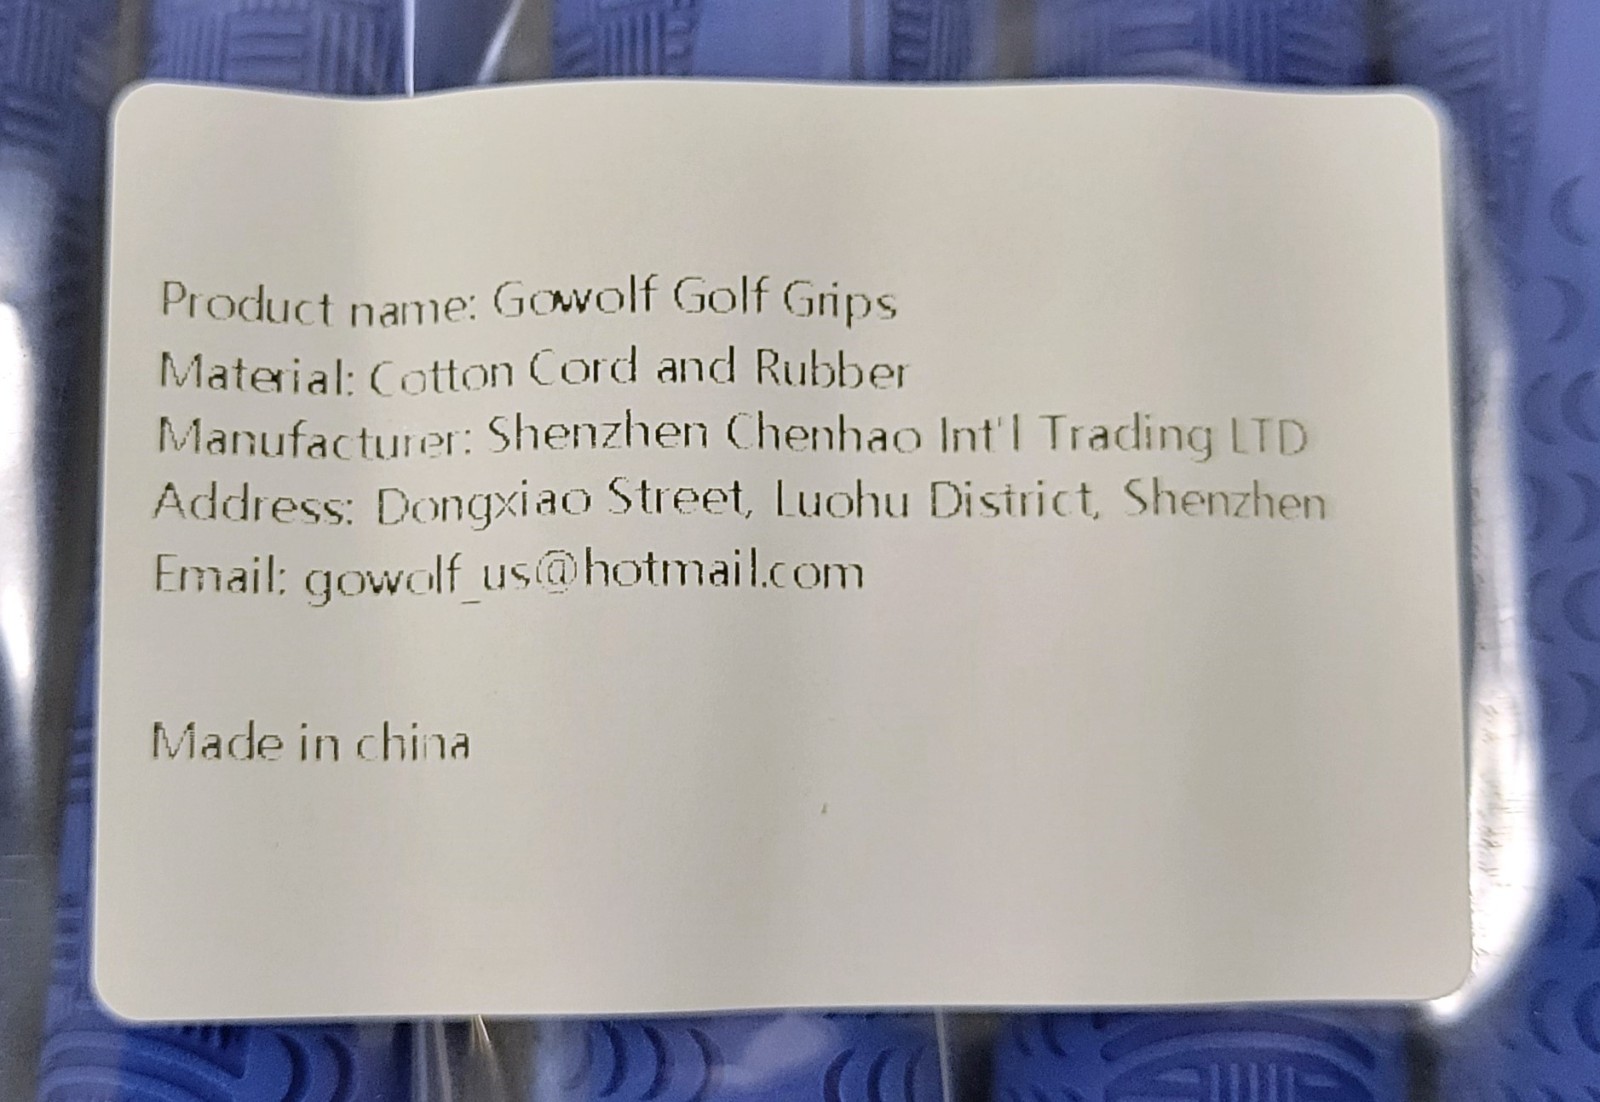 Product name: Gowolf Golf Grips
Material: Cotton Cord and Rubber
Manufacturer: Shenzhen Chenhao Int'l Trading LTD
Address: Dongxiao Street, Luohu District, Shenzhen
Email: gowolf_us@hotmail.com
Made in china